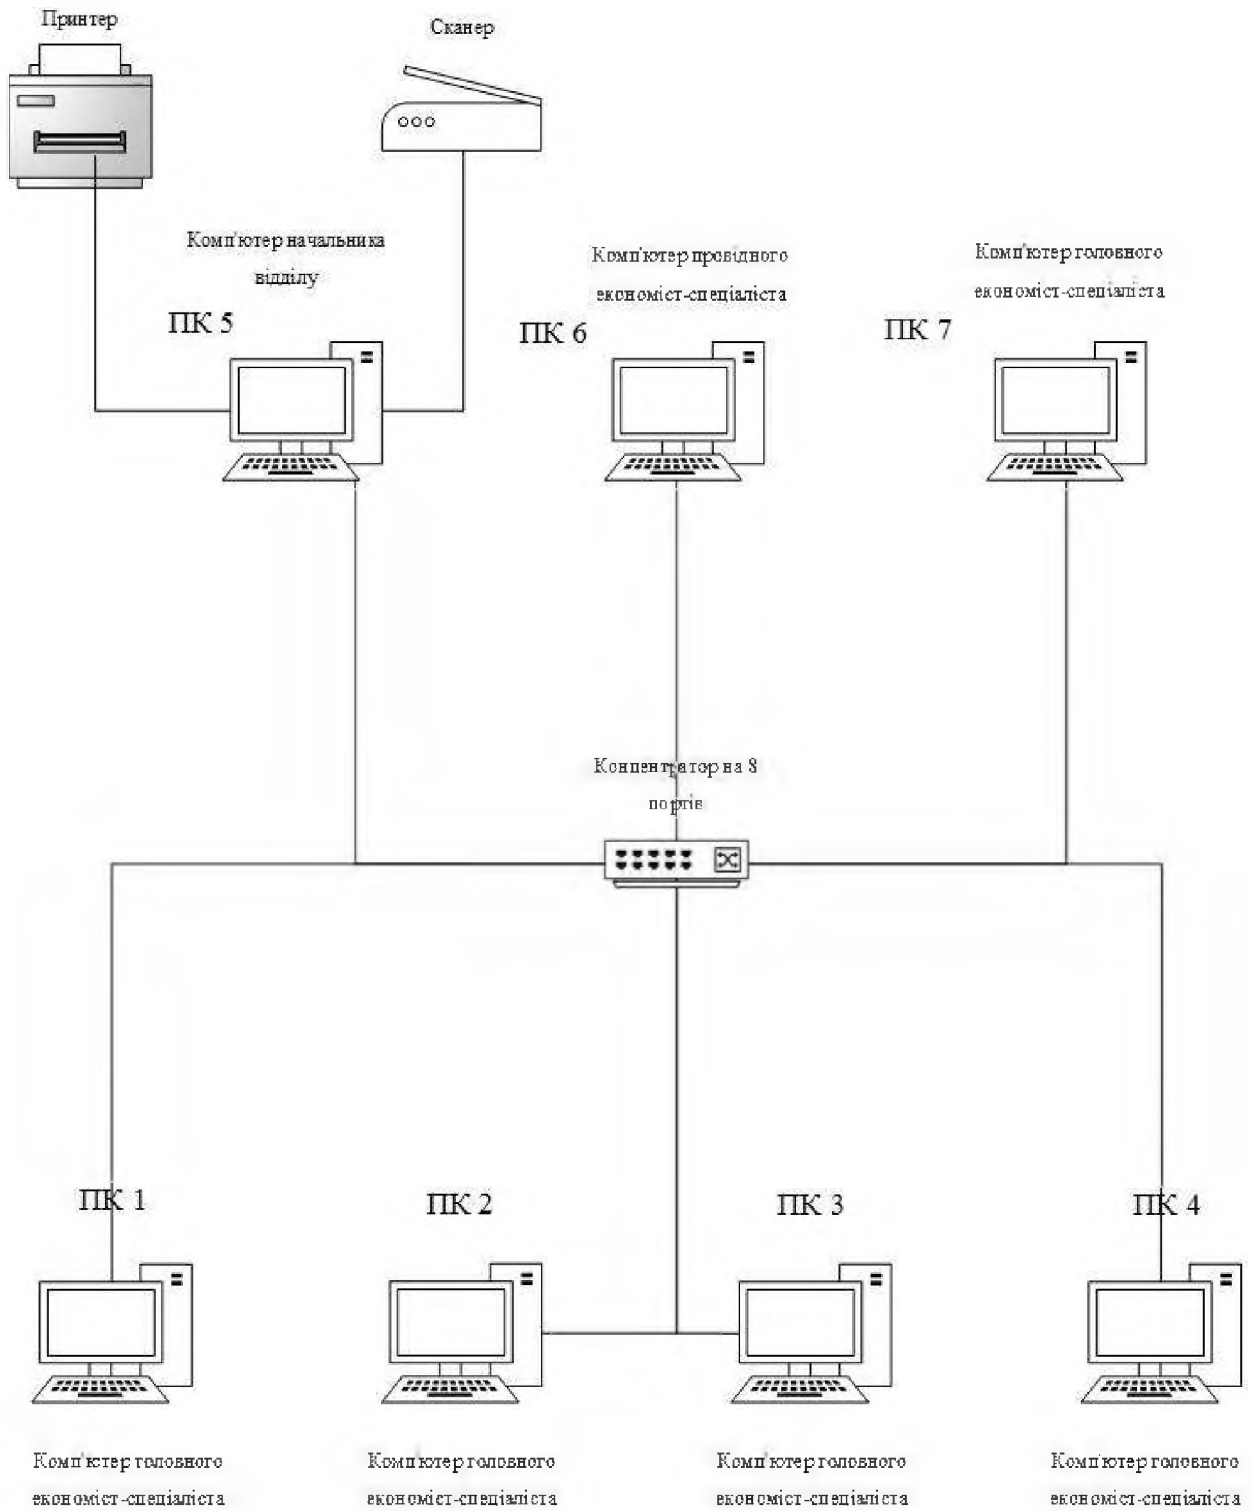 Принтер
Сканер
Комп'ютер начальника
відділу
ПК 5
Комп'ютер провідного
економіст-спеціаліста
ПК 6
Комп'ютер головного
економіст-спеціаліста
ПК 7
Концентратор на 8
портів
ПК 1
ПК 2
ПК 3
ПК 4
Комп'ютер головного
економіст-спеціаліста
Комп'ютер головного
економіст-спеціаліста
Комп'ютер головного
економіст-спеціаліста
Комп'ютер головного
економіст-спеціаліста